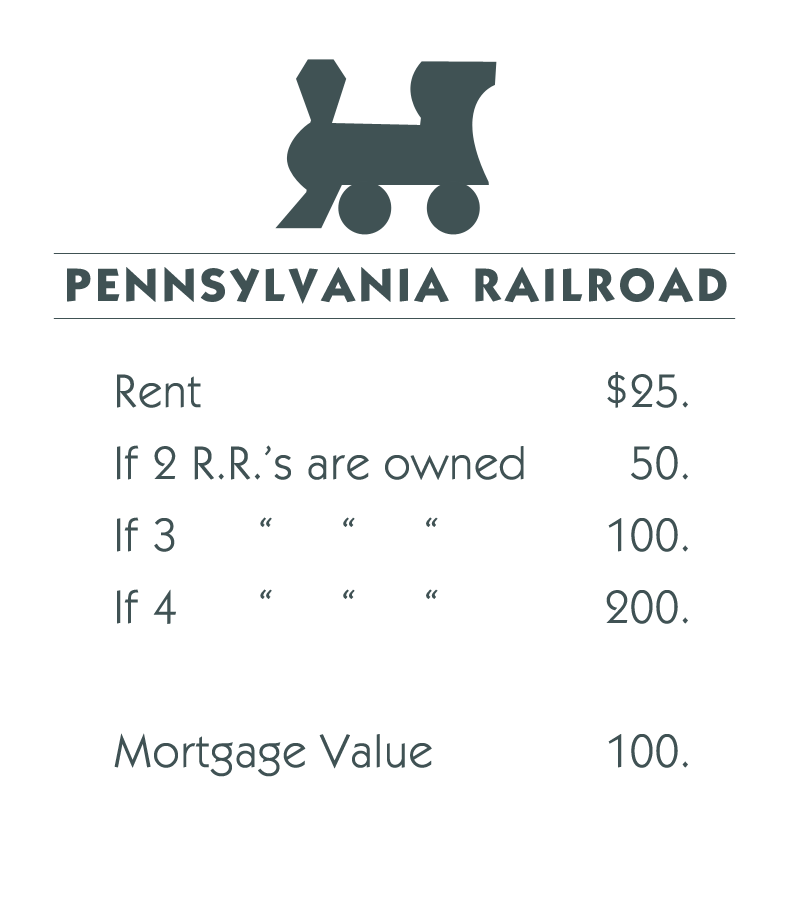 PENNSYLVANIA RAILROAD
Rent $25.
If 2 R.R.’s are owned 50.
If 3 “ “ “ 100.
If 4 “ “ “ 200.
Mortgage Value 100.